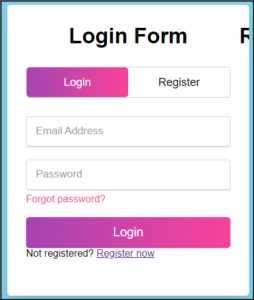 Login Form R
Login Register
Email Address
Password
Forgot password?
Login
Not registered? Register now